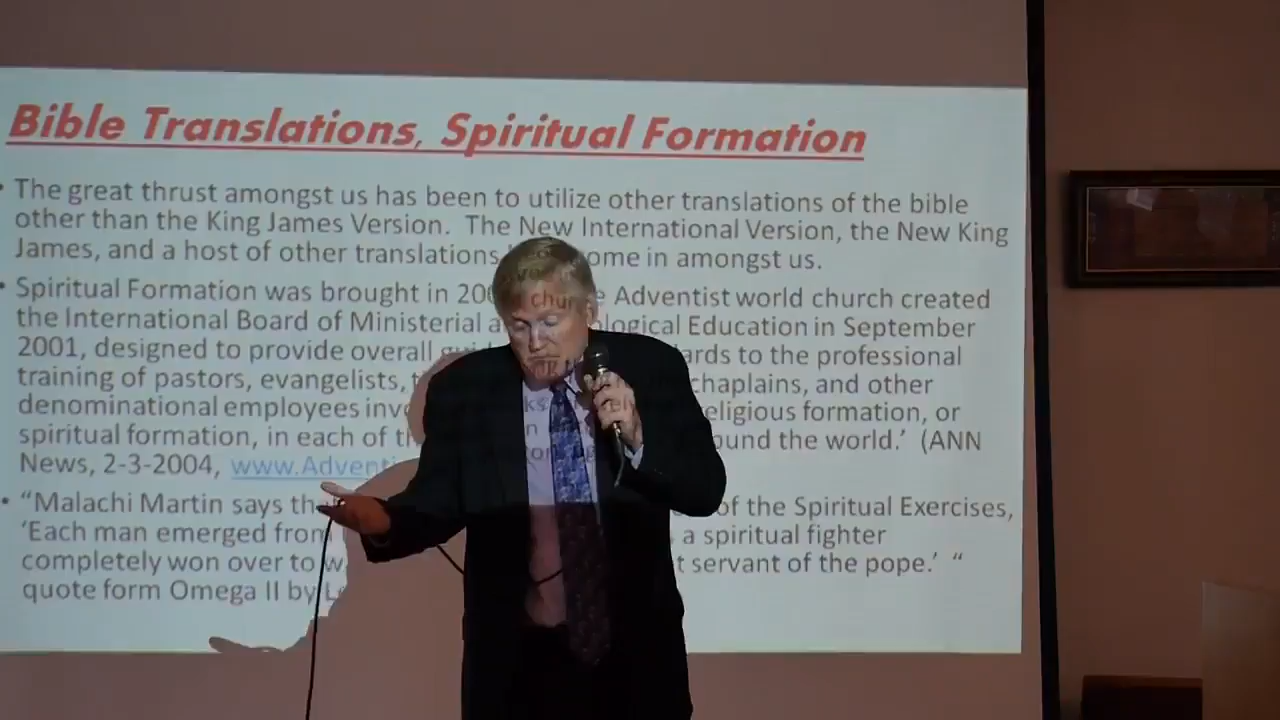 Bible Translations, Spiritual Formation
• The great thrust amongst us has been to utilize other translations of the bible
other than the King James Version. The New International Version, the New King
James, and a host of other translations ome in amongst us.
• Spiritual Formation was brought in 200 Adventist world church created
the International Board of Ministerial a logical Education in September
2001, designed to provide overall ards to the professional
training of pastors, evangelists, chaplains, and other
denominational employees invo eligious formation, or
spiritual formation, in each of th ound the world.' (ANN
News, 2-3-2004, www.Adventi
• "Malachi Martin says tha of the Spiritual Exercises,
'Each man emerged from a spiritual fighter
completely won over to w t servant of the pope.' "
quote form Omega II by L